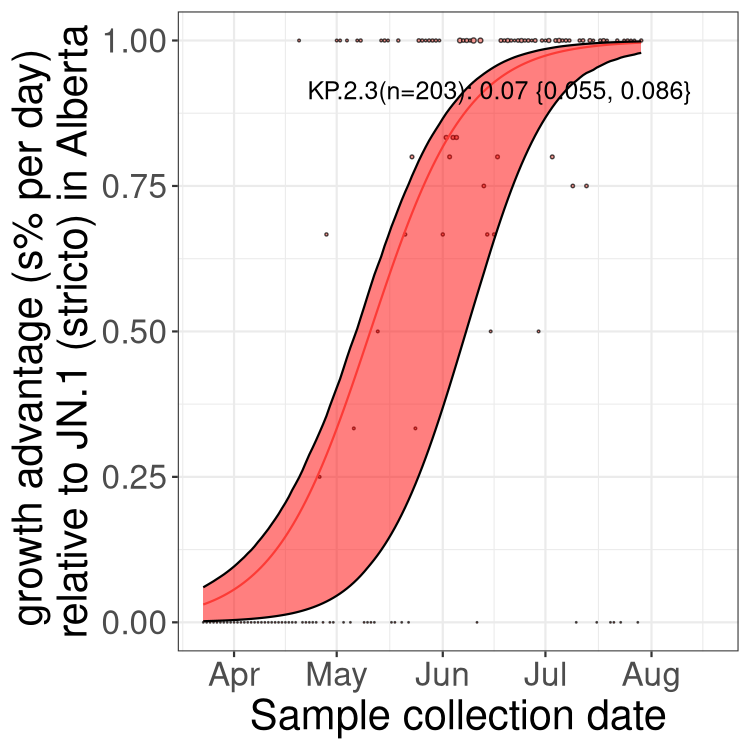 growth advantage (s% per day)
relative to JN.1 (stricto) in Alberta
1.00
0.75
0.50
0.25
0.00
KP.2.3(n=203): 0.07 {0.055, 0.086}
Apr May Jun Jul Aug
Sample collection date